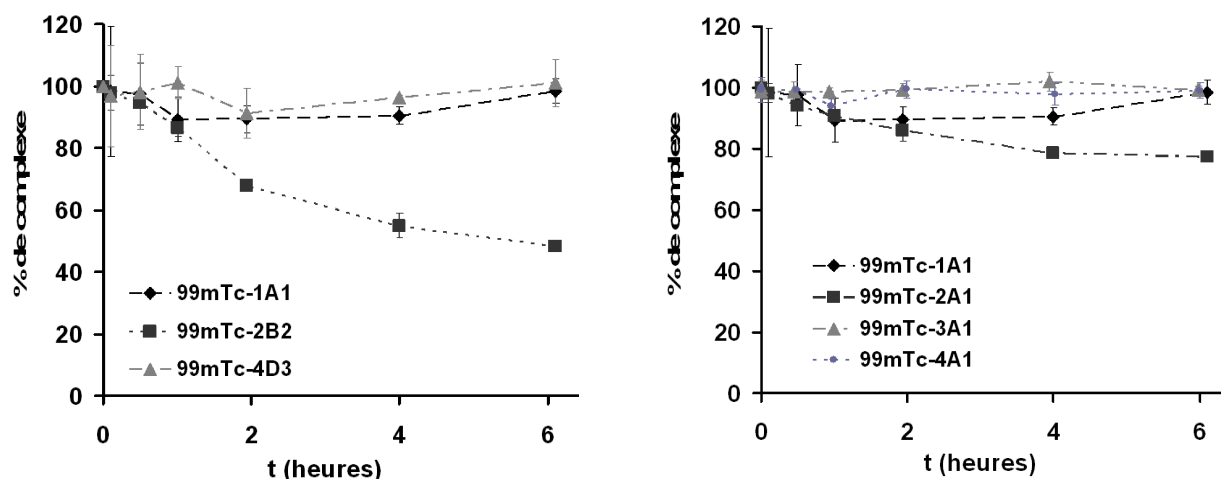 120
100
80
60
40
20
0
% de complexe
99mTc-1A1
99mTc-2B2
99mTc-4D3
0 2 4 6
t (heures)
120
100
80
60
40
20
0
% de complexe
99mTc-1A1
99mTc-2A1
99mTc-3A1
99mTc-4A1
0 2 4 6
t (heures)